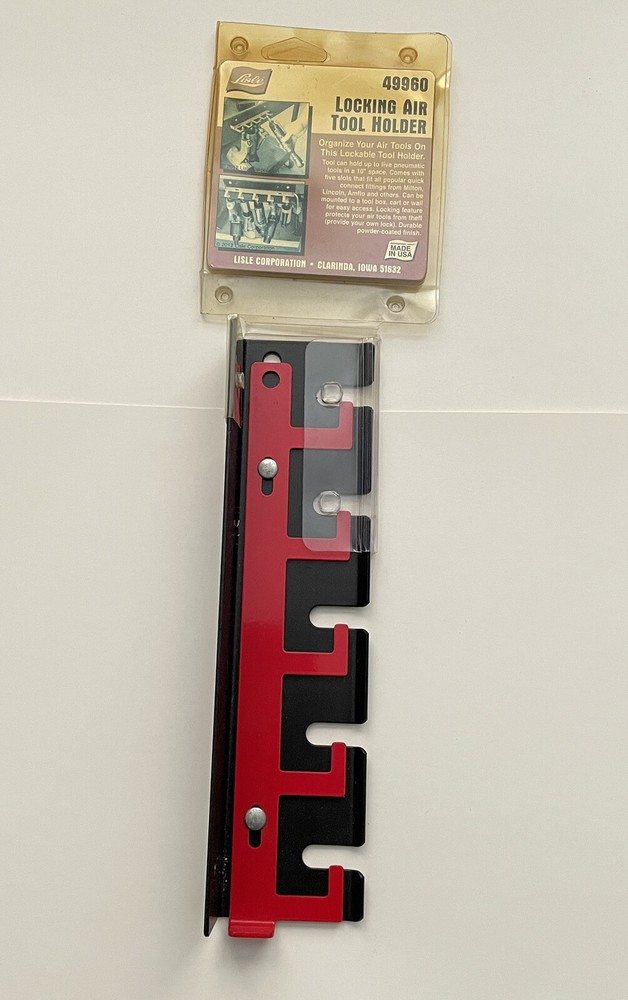 Lisle
49960
LOCKING AIR
TOOL HOLDER
Organize Your Air Tools On
This Lockable Tool Holder.
Tool can hold up to five pneumatic
tools in a 10" space. Comes with
five slots that fit all popular quick
connect fittings from Milton,
Lincoln, Amflo and others. Can be
mounted to a tool box, cart or wall
for easy access. Locking feature
protects your air tools from theft
(provide your own lock). Durable
powder-coated finish.
MADE
IN USA
LISLE CORPORATION • CLARINDA, IOWA 51632